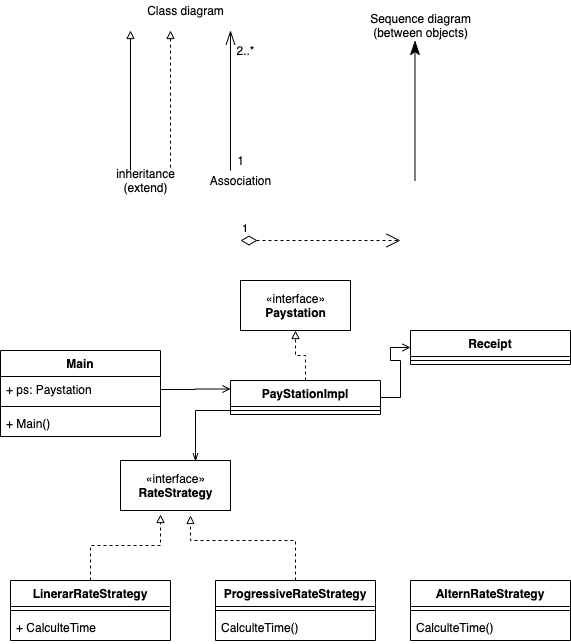 Class diagram
Sequence diagram
(between objects)
2..*
1
inheritance
(extend)
Association
1
«interface»
Paystation
Main
+ ps: Paystation
+ Main()
Receipt
PayStationImpl
«interface»
RateStrategy
LinerarRateStrategy
+ CalculteTime
ProgressiveRateStrategy
CalculteTime()
AlternRateStrategy
CalculteTime()